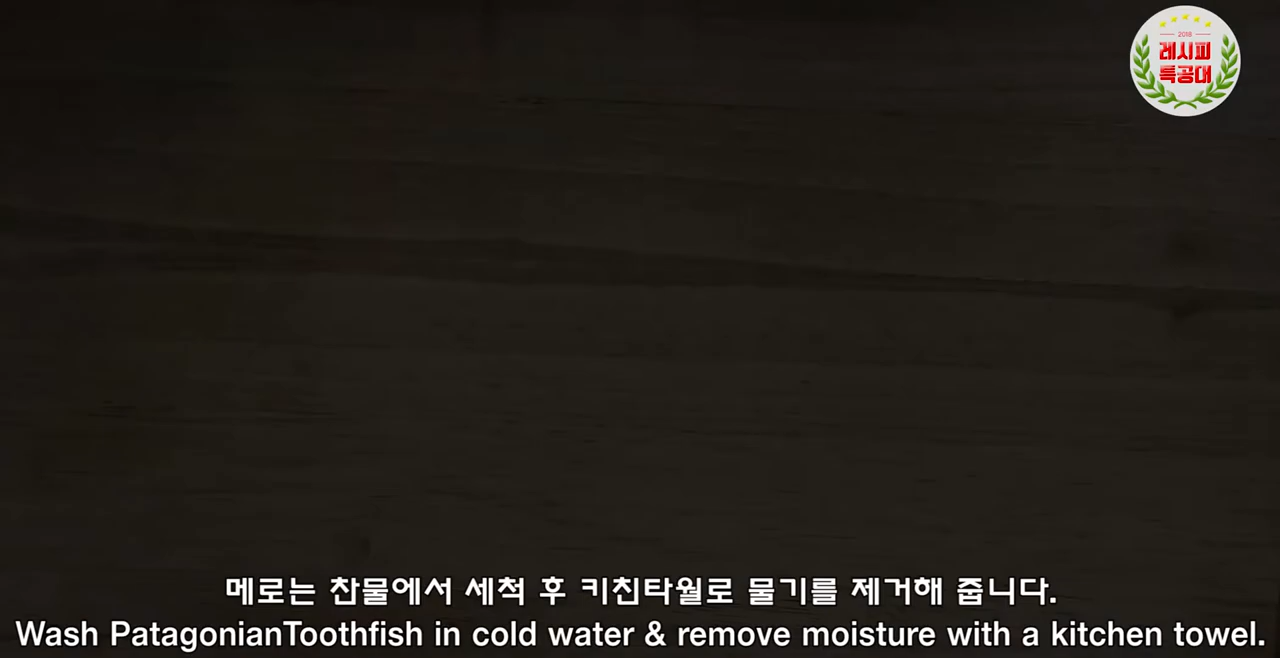 2018
레시피
특공대
메로는 찬물에서 세척 후 키친타월로 물기를 제거해 줍니다.
Wash PatagonianToothfish in cold water & remove moisture with a kitchen towel.